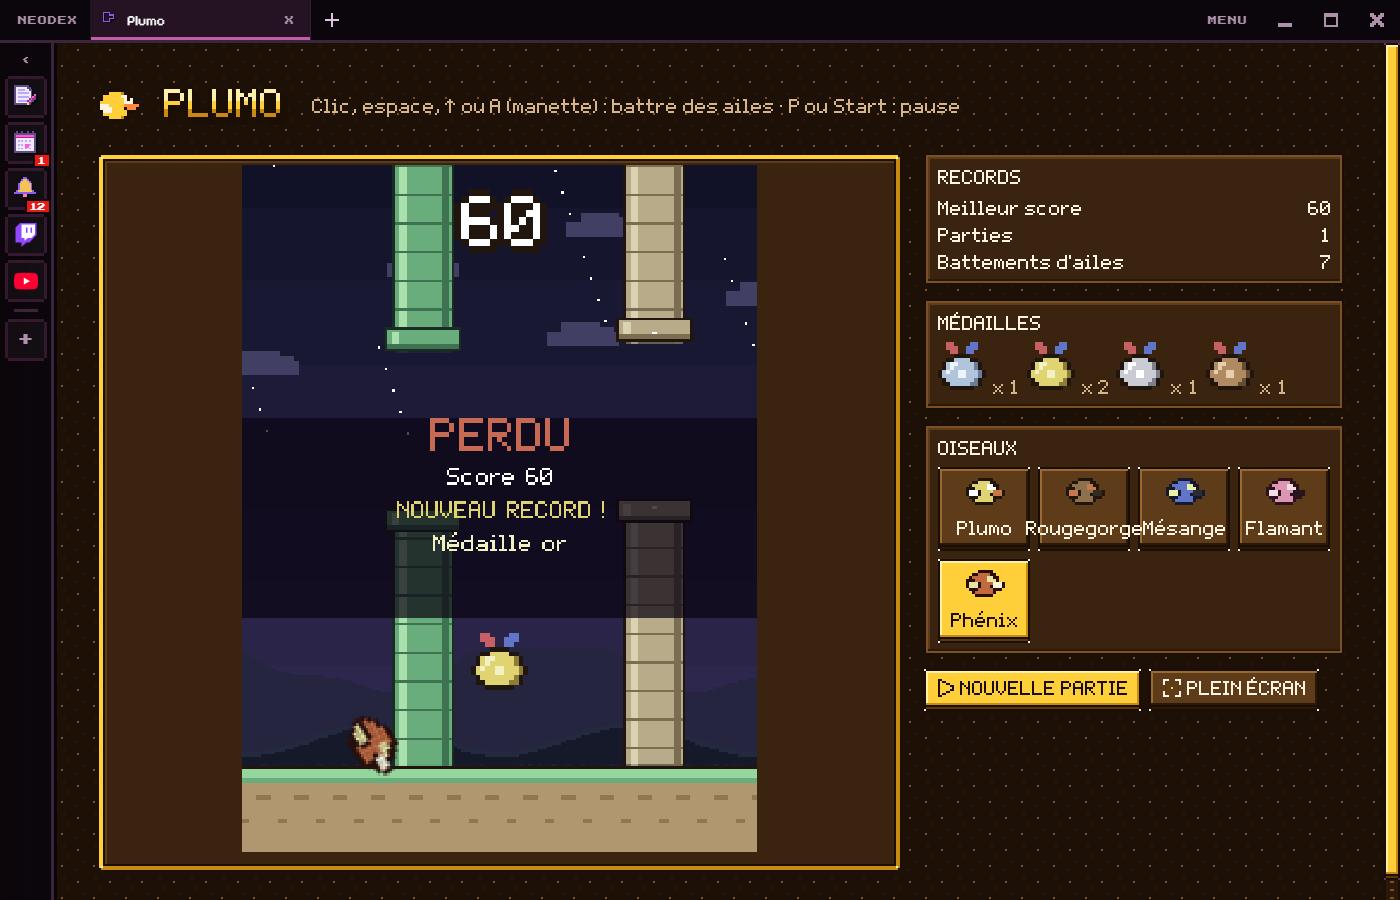 NEODEX
Plumo
MENU
1
12
PLUMO
Clic, espace, ↑ ou A (manette) : battre des ailes · P ou Start : pause
60
PERDU
Score 60
NOUVEAU RECORD !
Médaille or
RECORDS
Meilleur score 60
Parties 1
Battements d'ailes 7
MÉDAILLES
x 1 x 2 x 1 x 1
OISEAUX
Plumo Rougegorge Mésange Flamant
Phénix
NOUVELLE PARTIE PLEIN ÉCRAN